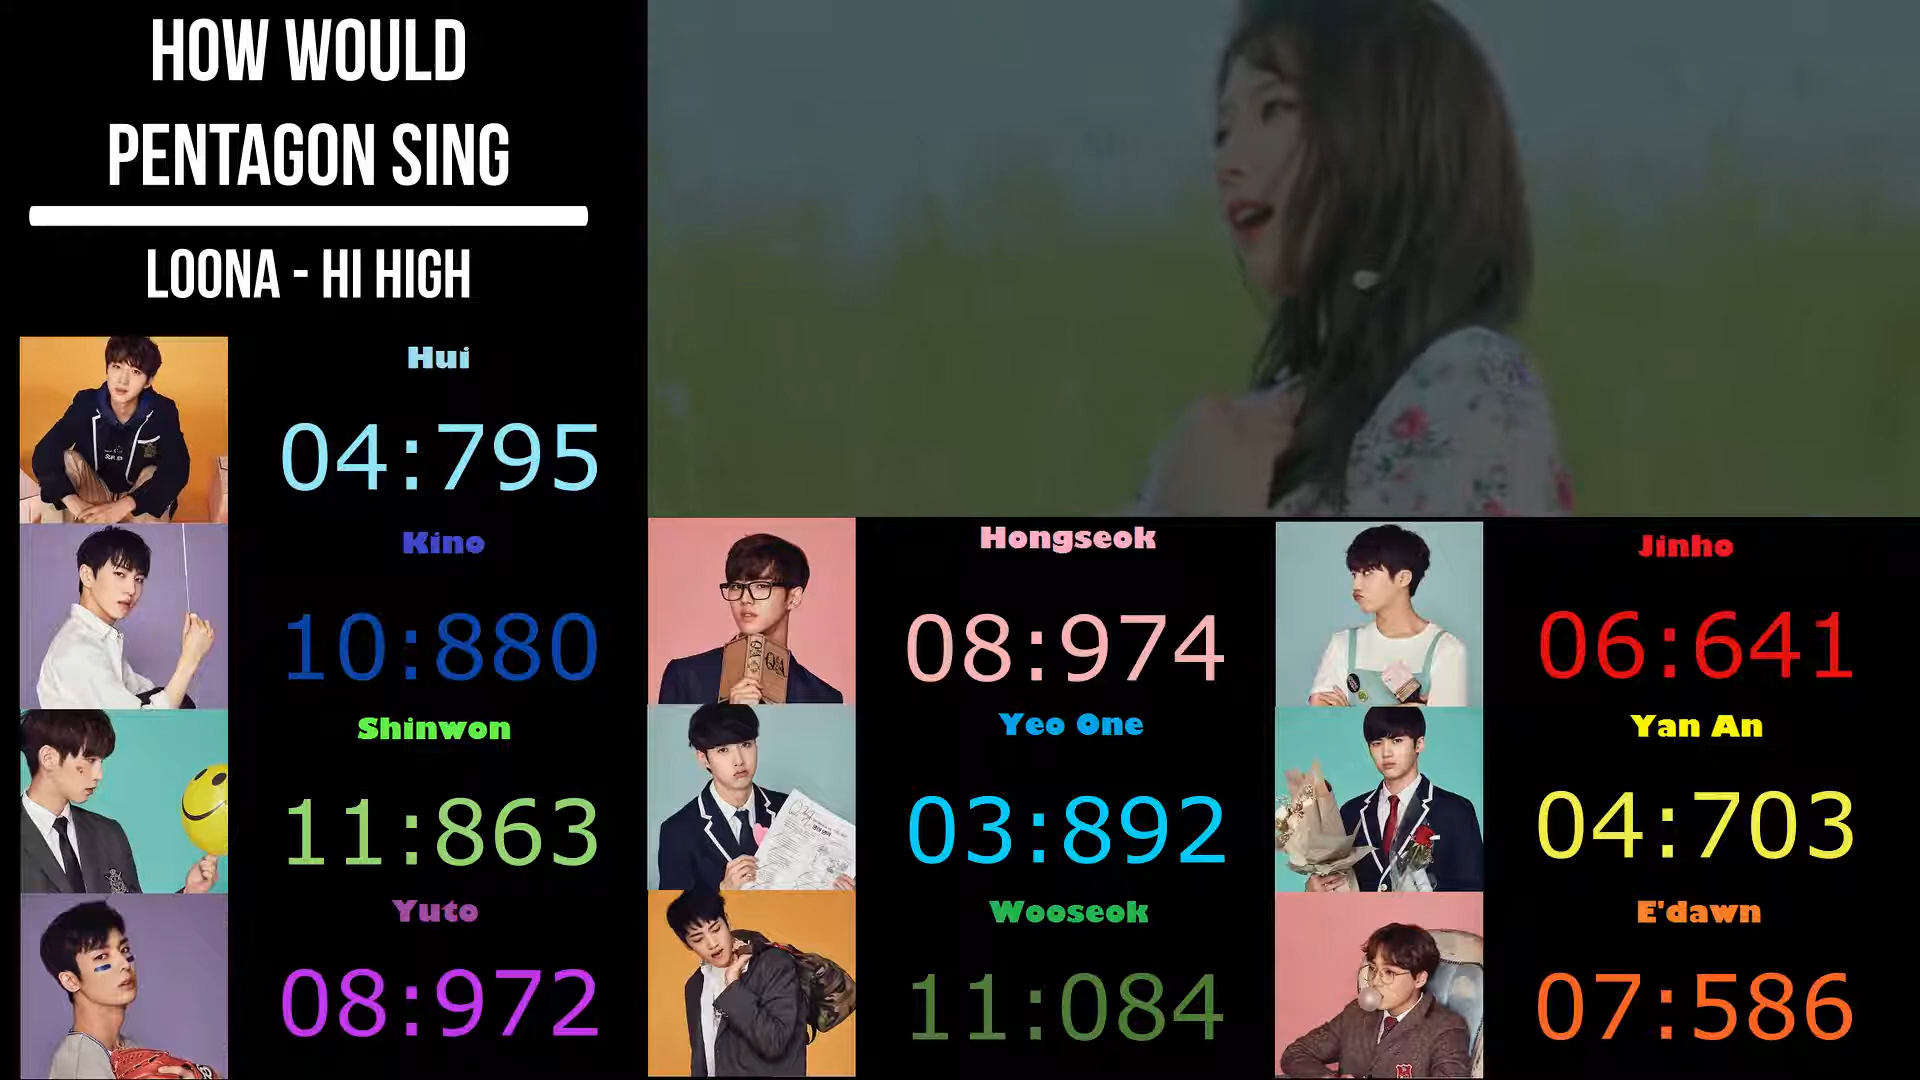 HOW WOULD
PENTAGON SING
LOONA - HI HIGH
Hui
04:795
Kino
10:880
Shinwon
11:863
Yuto
08:972
Hongseok
08:974
Q&A
Yeo One
03:892
Wooseok
11:084
Jinho
06:641
Yan An
04:703
E'dawn
07:586